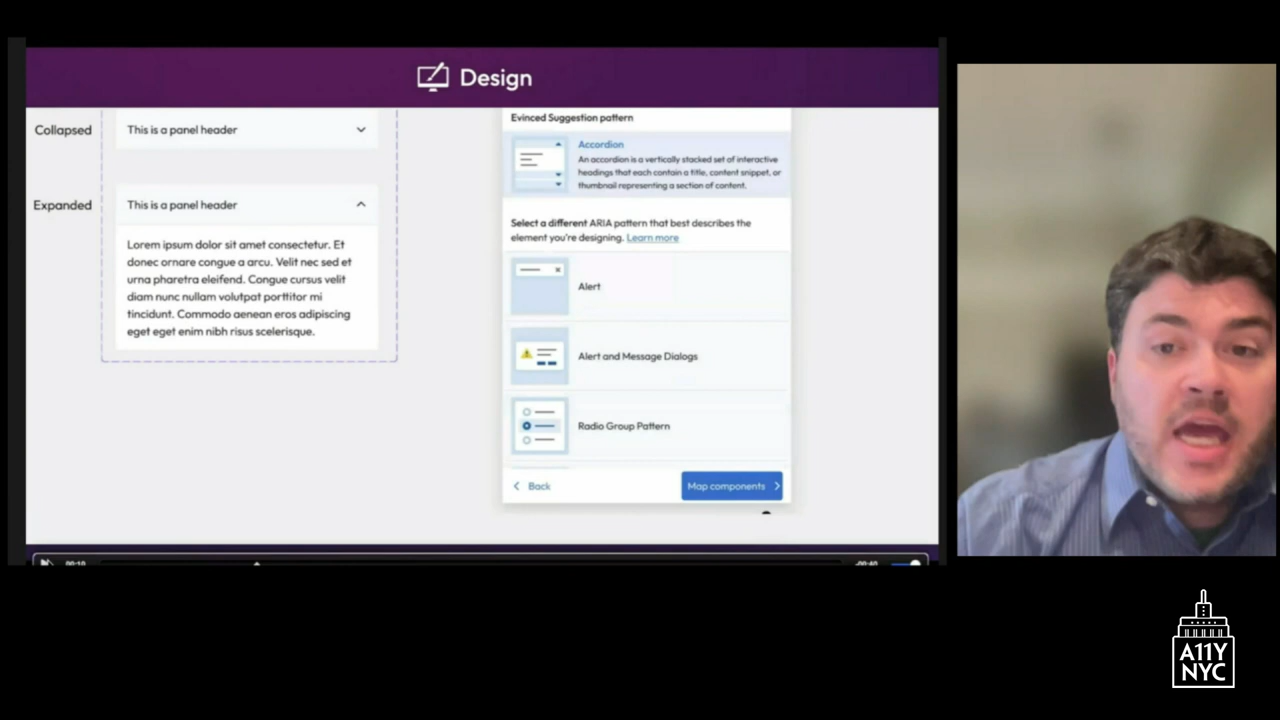 Design
Collapsed
This is a panel header
Expanded
This is a panel header
Lorem ipsum dolor sit amet consectetur. Et
donec ornare congue a arcu. Velit nec sed et
urna pharetra eleifend. Congue cursus velit
diam nunc nullam volutpat porttitor mi
tincidunt. Commodo aenean eros adipiscing
eget eget enim nibh risus scelerisque.
Evinced Suggestion pattern
Accordion
An accordion is a vertically stacked set of interactive
headings that each contain a title, content snippet, or
thumbnail representing a section of content.
Select a different ARIA pattern that best describes the
element you're designing. Learn more
Alert
Alert and Message Dialogs
Radio Group Pattern
Back
Map components
A11Y
NYC